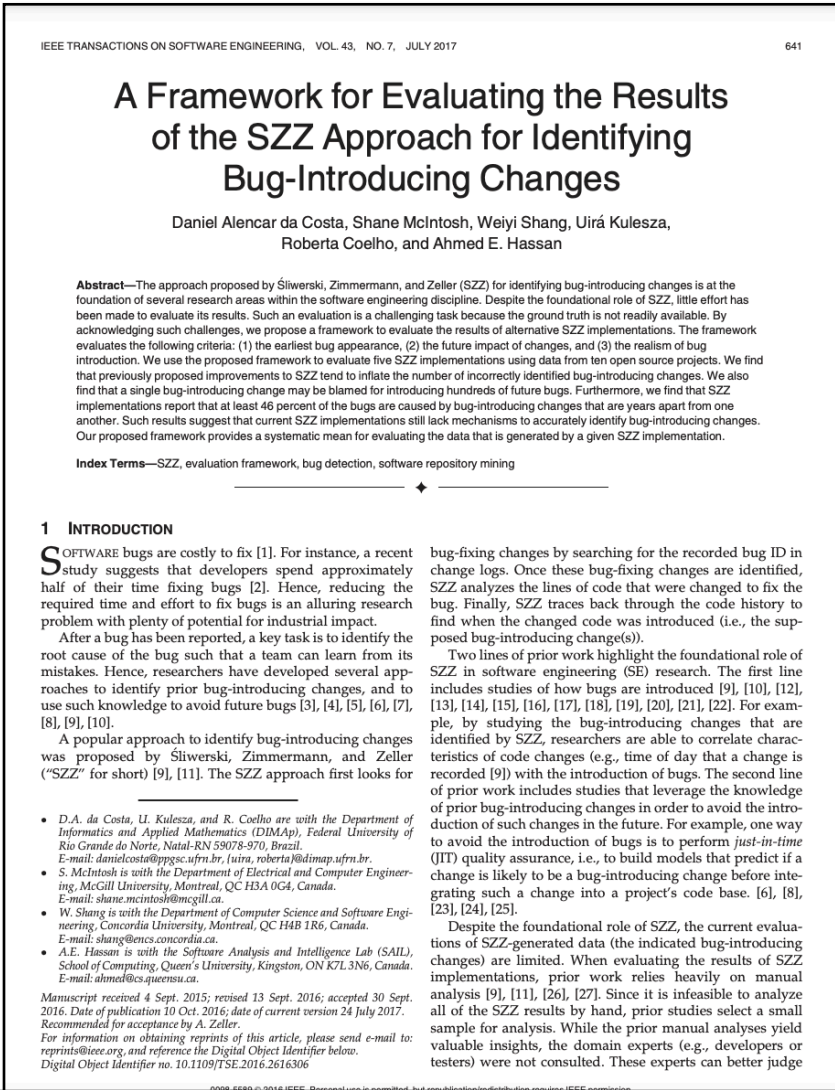 IEEE TRANSACTIONS ON SOFTWARE ENGINEERING, VOL. 43, NO. 7, JULY 2017 641
A Framework for Evaluating the Results
of the SZZ Approach for Identifying
Bug-Introducing Changes
Daniel Alencar da Costa, Shane McIntosh, Weiyi Shang, Uirá Kulesza,
Roberta Coelho, and Ahmed E. Hassan
Abstract—The approach proposed by Śliwerski, Zimmermann, and Zeller (SZZ) for identifying bug-introducing changes is at the
foundation of several research areas within the software engineering discipline. Despite the foundational role of SZZ, little effort has
been made to evaluate its results. Such an evaluation is a challenging task because the ground truth is not readily available. By
acknowledging such challenges, we propose a framework to evaluate the results of alternative SZZ implementations. The framework
evaluates the following criteria: (1) the earliest bug appearance, (2) the future impact of changes, and (3) the realism of bug
introduction. We use the proposed framework to evaluate five SZZ implementations using data from ten open source projects. We find
that previously proposed improvements to SZZ tend to inflate the number of incorrectly identified bug-introducing changes. We also
find that a single bug-introducing change may be blamed for introducing hundreds of future bugs. Furthermore, we find that SZZ
implementations report that at least 46 percent of the bugs are caused by bug-introducing changes that are years apart from one
another. Such results suggest that current SZZ implementations still lack mechanisms to accurately identify bug-introducing changes.
Our proposed framework provides a systematic mean for evaluating the data that is generated by a given SZZ implementation.
Index Terms—SZZ, evaluation framework, bug detection, software repository mining
1 INTRODUCTION
SOFTWARE bugs are costly to fix [1]. For instance, a recent
study suggests that developers spend approximately
half of their time fixing bugs [2]. Hence, reducing the
required time and effort to fix bugs is an alluring research
problem with plenty of potential for industrial impact.
After a bug has been reported, a key task is to identify the
root cause of the bug such that a team can learn from its
mistakes. Hence, researchers have developed several app-
roaches to identify prior bug-introducing changes, and to
use such knowledge to avoid future bugs [3], [4], [5], [6], [7],
[8], [9], [10].
A popular approach to identify bug-introducing changes
was proposed by Śliwerski, Zimmermann, and Zeller
("SZZ" for short) [9], [11]. The SZZ approach first looks for
• D.A. da Costa, U. Kulesza, and R. Coelho are with the Department of
Informatics and Applied Mathematics (DIMAp), Federal University of
Rio Grande do Norte, Natal-RN 59078-970, Brazil.
E-mail: danielcosta@ppgsc.ufrn.br, {uira, roberta}@dimap.ufrn.br.
• S. McIntosh is with the Department of Electrical and Computer Engineer-
ing, McGill University, Montreal, QC H3A 0G4, Canada.
E-mail: shane.mcintosh@mcgill.ca.
• W. Shang is with the Department of Computer Science and Software Engi-
neering, Concordia University, Montreal, QC H4B 1R6, Canada.
E-mail: shang@encs.concordia.ca.
• A.E. Hassan is with the Software Analysis and Intelligence Lab (SAIL),
School of Computing, Queen's University, Kingston, ON K7L 3N6, Canada.
E-mail: ahmed@cs.queensu.ca.
Manuscript received 4 Sept. 2015; revised 13 Sept. 2016; accepted 30 Sept.
2016. Date of publication 10 Oct. 2016; date of current version 24 July 2017.
Recommended for acceptance by A. Zeller.
For information on obtaining reprints of this article, please send e-mail to:
reprints@ieee.org, and reference the Digital Object Identifier below.
Digital Object Identifier no. 10.1109/TSE.2016.2616306
bug-fixing changes by searching for the recorded bug ID in
change logs. Once these bug-fixing changes are identified,
SZZ analyzes the lines of code that were changed to fix the
bug. Finally, SZZ traces back through the code history to
find when the changed code was introduced (i.e., the sup-
posed bug-introducing change(s)).
Two lines of prior work highlight the foundational role of
SZZ in software engineering (SE) research. The first line
includes studies of how bugs are introduced [9], [10], [12],
[13], [14], [15], [16], [17], [18], [19], [20], [21], [22]. For exam-
ple, by studying the bug-introducing changes that are
identified by SZZ, researchers are able to correlate charac-
teristics of code changes (e.g., time of day that a change is
recorded [9]) with the introduction of bugs. The second line
of prior work includes studies that leverage the knowledge
of prior bug-introducing changes in order to avoid the intro-
duction of such changes in the future. For example, one way
to avoid the introduction of bugs is to perform just-in-time
(JIT) quality assurance, i.e., to build models that predict if a
change is likely to be a bug-introducing change before inte-
grating such a change into a project's code base. [6], [8],
[23], [24], [25].
Despite the foundational role of SZZ, the current evalua-
tions of SZZ-generated data (the indicated bug-introducing
changes) are limited. When evaluating the results of SZZ
implementations, prior work relies heavily on manual
analysis [9], [11], [26], [27]. Since it is infeasible to analyze
all of the SZZ results by hand, prior studies select a small
sample for analysis. While the prior manual analyses yield
valuable insights, the domain experts (e.g., developers or
testers) were not consulted. These experts can better judge
0098-5589 © 2016 IEEE. Personal use is permitted, but republication/redistribution requires IEEE permission.